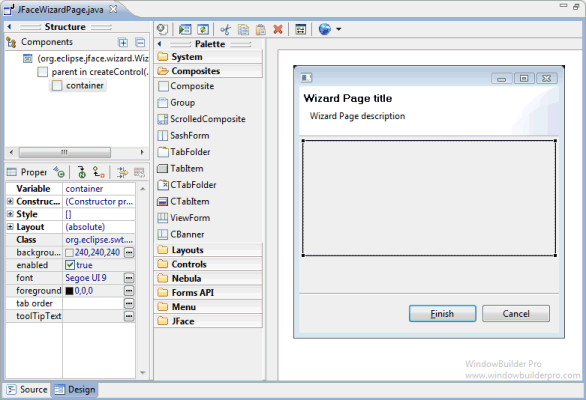 JFaceWizardPage.java
Structure
Components
(org.eclipse.jface.wizard.Wiz
parent in createControl(.
container
Proper
Variable container
Construc... (Constructor pr...
Style []
Layout (absolute)
Class org.eclipse.swt....
backgrou... 240,240,240
enabled true
font Segoe UI 9
foreground 0,0,0
tab order
toolTipText
Palette
System
Composites
Composite
Group
ScrolledComposite
SashForm
TabFolder
TabItem
CTabFolder
CTabItem
ViewForm
CBanner
Layouts
Controls
Nebula
Forms API
Menu
JFace
Wizard Page title
Wizard Page description
Finish
Cancel
WindowBuilder Pro
www.windowbuilderpro.com
Source
Design